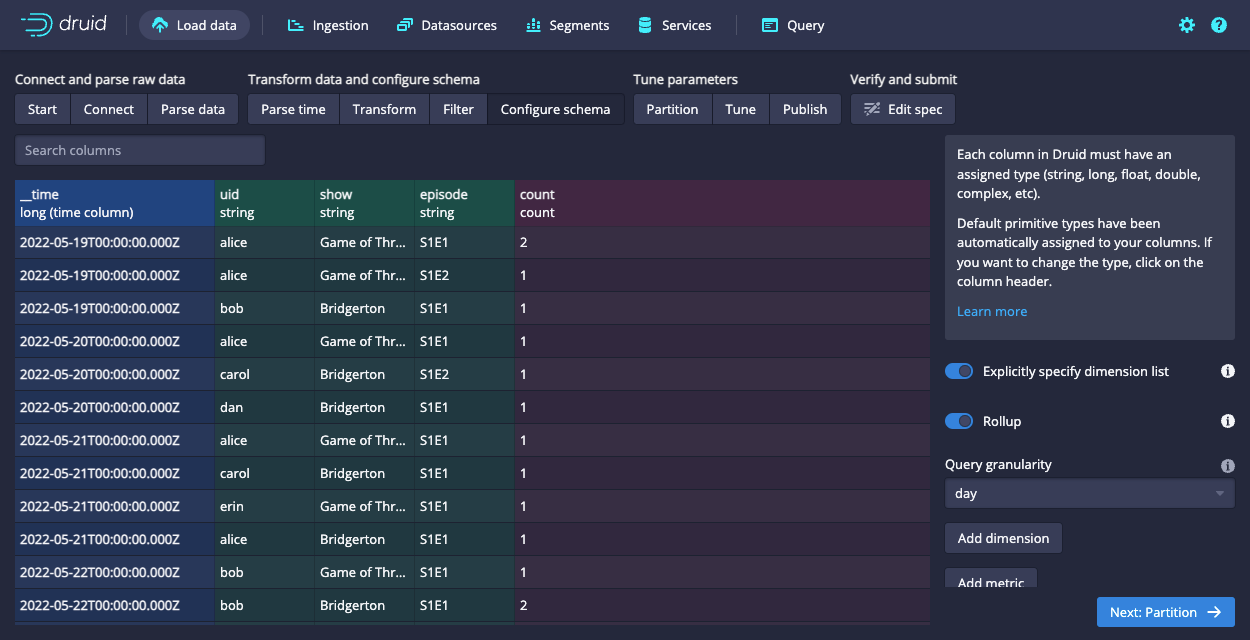 druid
Load data
Ingestion
Datasources
Segments
Services
Query
Connect and parse raw data
Start
Connect
Parse data
Transform data and configure schema
Parse time
Transform
Filter
Configure schema
Tune parameters
Partition
Tune
Publish
Verify and submit
Edit spec
Search columns
__time uid show episode count
long (time column) string string string count
2022-05-19T00:00:00.000Z alice Game of Thr... S1E1 2
2022-05-19T00:00:00.000Z alice Game of Thr... S1E2 1
2022-05-19T00:00:00.000Z bob Bridgerton S1E1 1
2022-05-20T00:00:00.000Z alice Game of Thr... S1E1 1
2022-05-20T00:00:00.000Z carol Bridgerton S1E2 1
2022-05-20T00:00:00.000Z dan Bridgerton S1E1 1
2022-05-21T00:00:00.000Z alice Game of Thr... S1E1 1
2022-05-21T00:00:00.000Z carol Bridgerton S1E1 1
2022-05-21T00:00:00.000Z erin Game of Thr... S1E1 1
2022-05-21T00:00:00.000Z alice Bridgerton S1E1 1
2022-05-22T00:00:00.000Z bob Game of Thr... S1E1 1
2022-05-22T00:00:00.000Z bob Bridgerton S1E1 2
Each column in Druid must have an
assigned type (string, long, float, double,
complex, etc).
Default primitive types have been
automatically assigned to your columns. If
you want to change the type, click on the
column header.
Learn more
Explicitly specify dimension list
Rollup
Query granularity
day
Add dimension
Add metric
Next: Partition